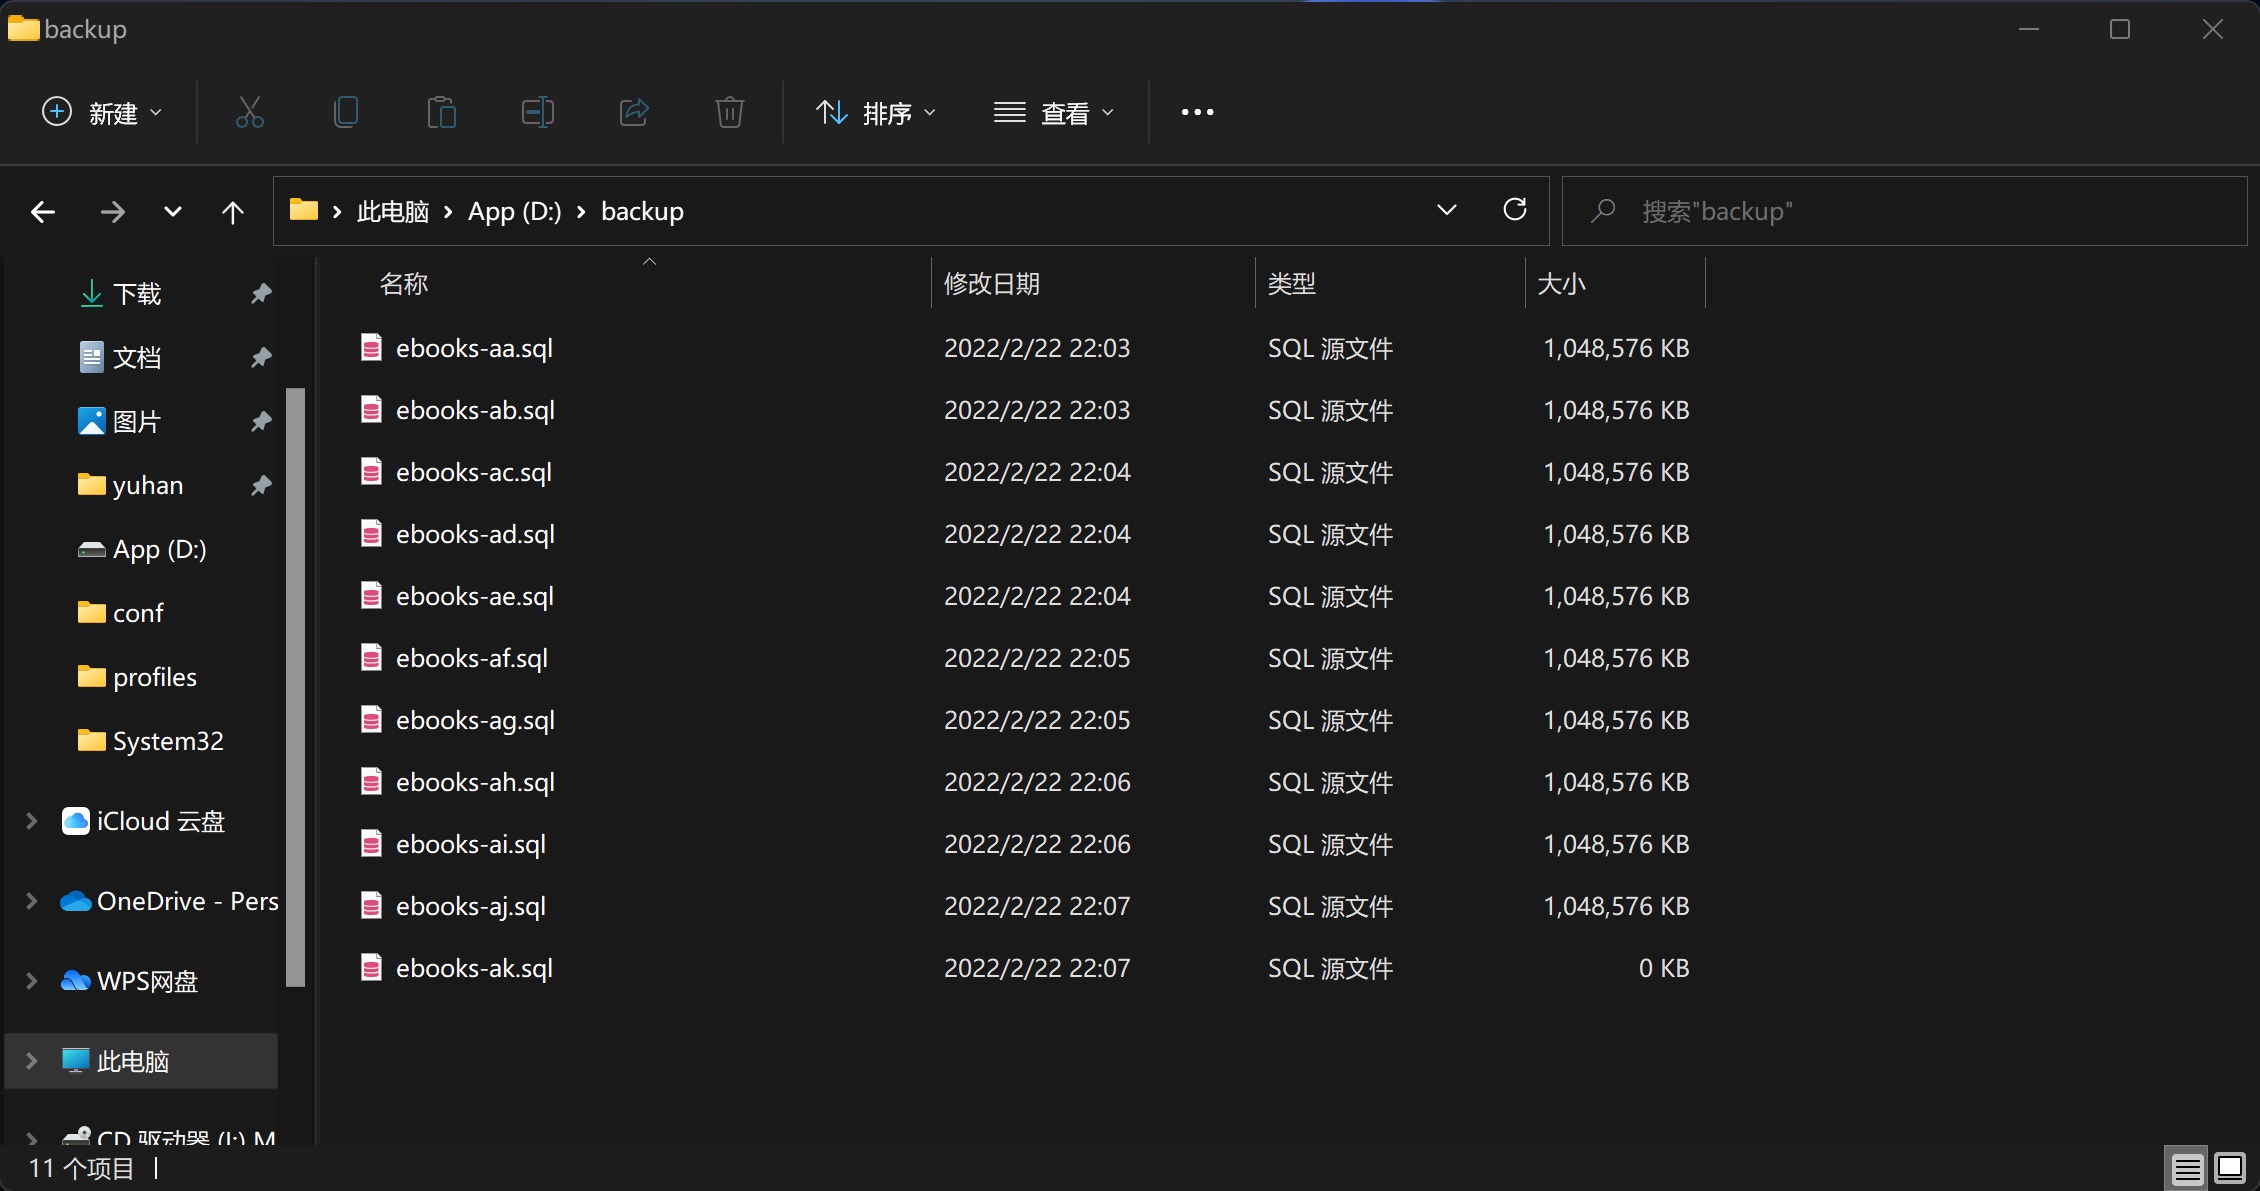 backup
新建 排序 查看
此电脑 App (D:) backup 搜索"backup"
下载
文档
图片
yuhan
App (D:)
conf
profiles
System32
iCloud 云盘
OneDrive - Pers
WPS网盘
此电脑
CD 驱动器 (I:) M
名称 修改日期 类型 大小
ebooks-aa.sql 2022/2/22 22:03 SQL 源文件 1,048,576 KB
ebooks-ab.sql 2022/2/22 22:03 SQL 源文件 1,048,576 KB
ebooks-ac.sql 2022/2/22 22:04 SQL 源文件 1,048,576 KB
ebooks-ad.sql 2022/2/22 22:04 SQL 源文件 1,048,576 KB
ebooks-ae.sql 2022/2/22 22:04 SQL 源文件 1,048,576 KB
ebooks-af.sql 2022/2/22 22:05 SQL 源文件 1,048,576 KB
ebooks-ag.sql 2022/2/22 22:05 SQL 源文件 1,048,576 KB
ebooks-ah.sql 2022/2/22 22:06 SQL 源文件 1,048,576 KB
ebooks-ai.sql 2022/2/22 22:06 SQL 源文件 1,048,576 KB
ebooks-aj.sql 2022/2/22 22:07 SQL 源文件 1,048,576 KB
ebooks-ak.sql 2022/2/22 22:07 SQL 源文件 0 KB
11 个项目